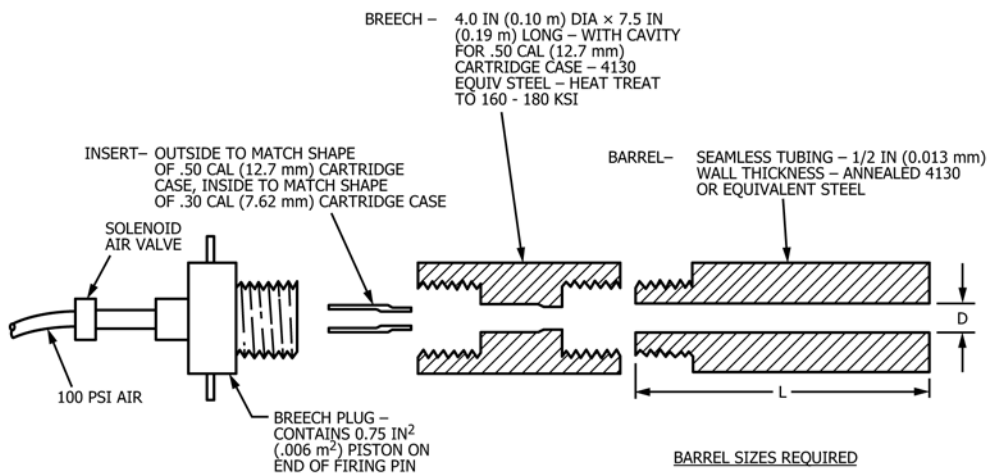 BREECH – 4.0 IN (0.10 m) DIA × 7.5 IN
(0.19 m) LONG – WITH CAVITY
FOR .50 CAL (12.7 mm)
CARTRIDGE CASE – 4130
EQUIV STEEL – HEAT TREAT
TO 160 - 180 KSI
INSERT– OUTSIDE TO MATCH SHAPE
OF .50 CAL (12.7 mm) CARTRIDGE
CASE, INSIDE TO MATCH SHAPE
OF .30 CAL (7.62 mm) CARTRIDGE CASE
BARREL– SEAMLESS TUBING – 1/2 IN (0.013 mm)
WALL THICKNESS – ANNEALED 4130
OR EQUIVALENT STEEL
SOLENOID
AIR VALVE
D
L
100 PSI AIR
BREECH PLUG –
CONTAINS 0.75 IN²
(.006 m²) PISTON ON
END OF FIRING PIN
BARREL SIZES REQUIRED